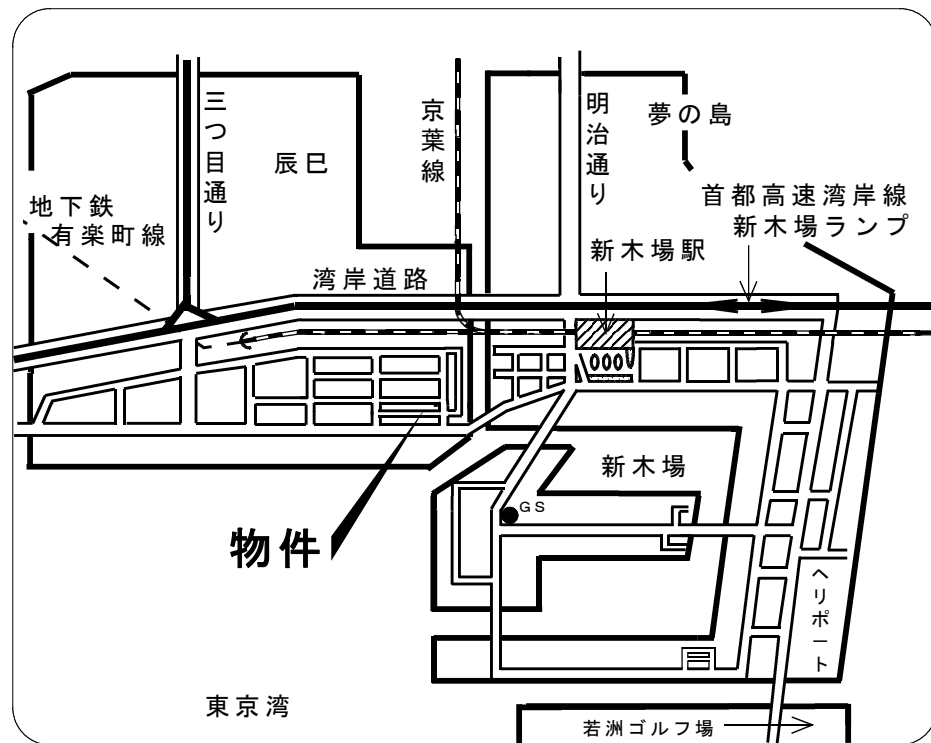 三つ目通り
辰巳
京葉線
明治通り
夢の島
地下鉄
有楽町線
首都高速湾岸線
新木場ランプ
新木場駅
湾岸道路
新木場
GS
物件
ヘリポート
東京湾
若洲ゴルフ場